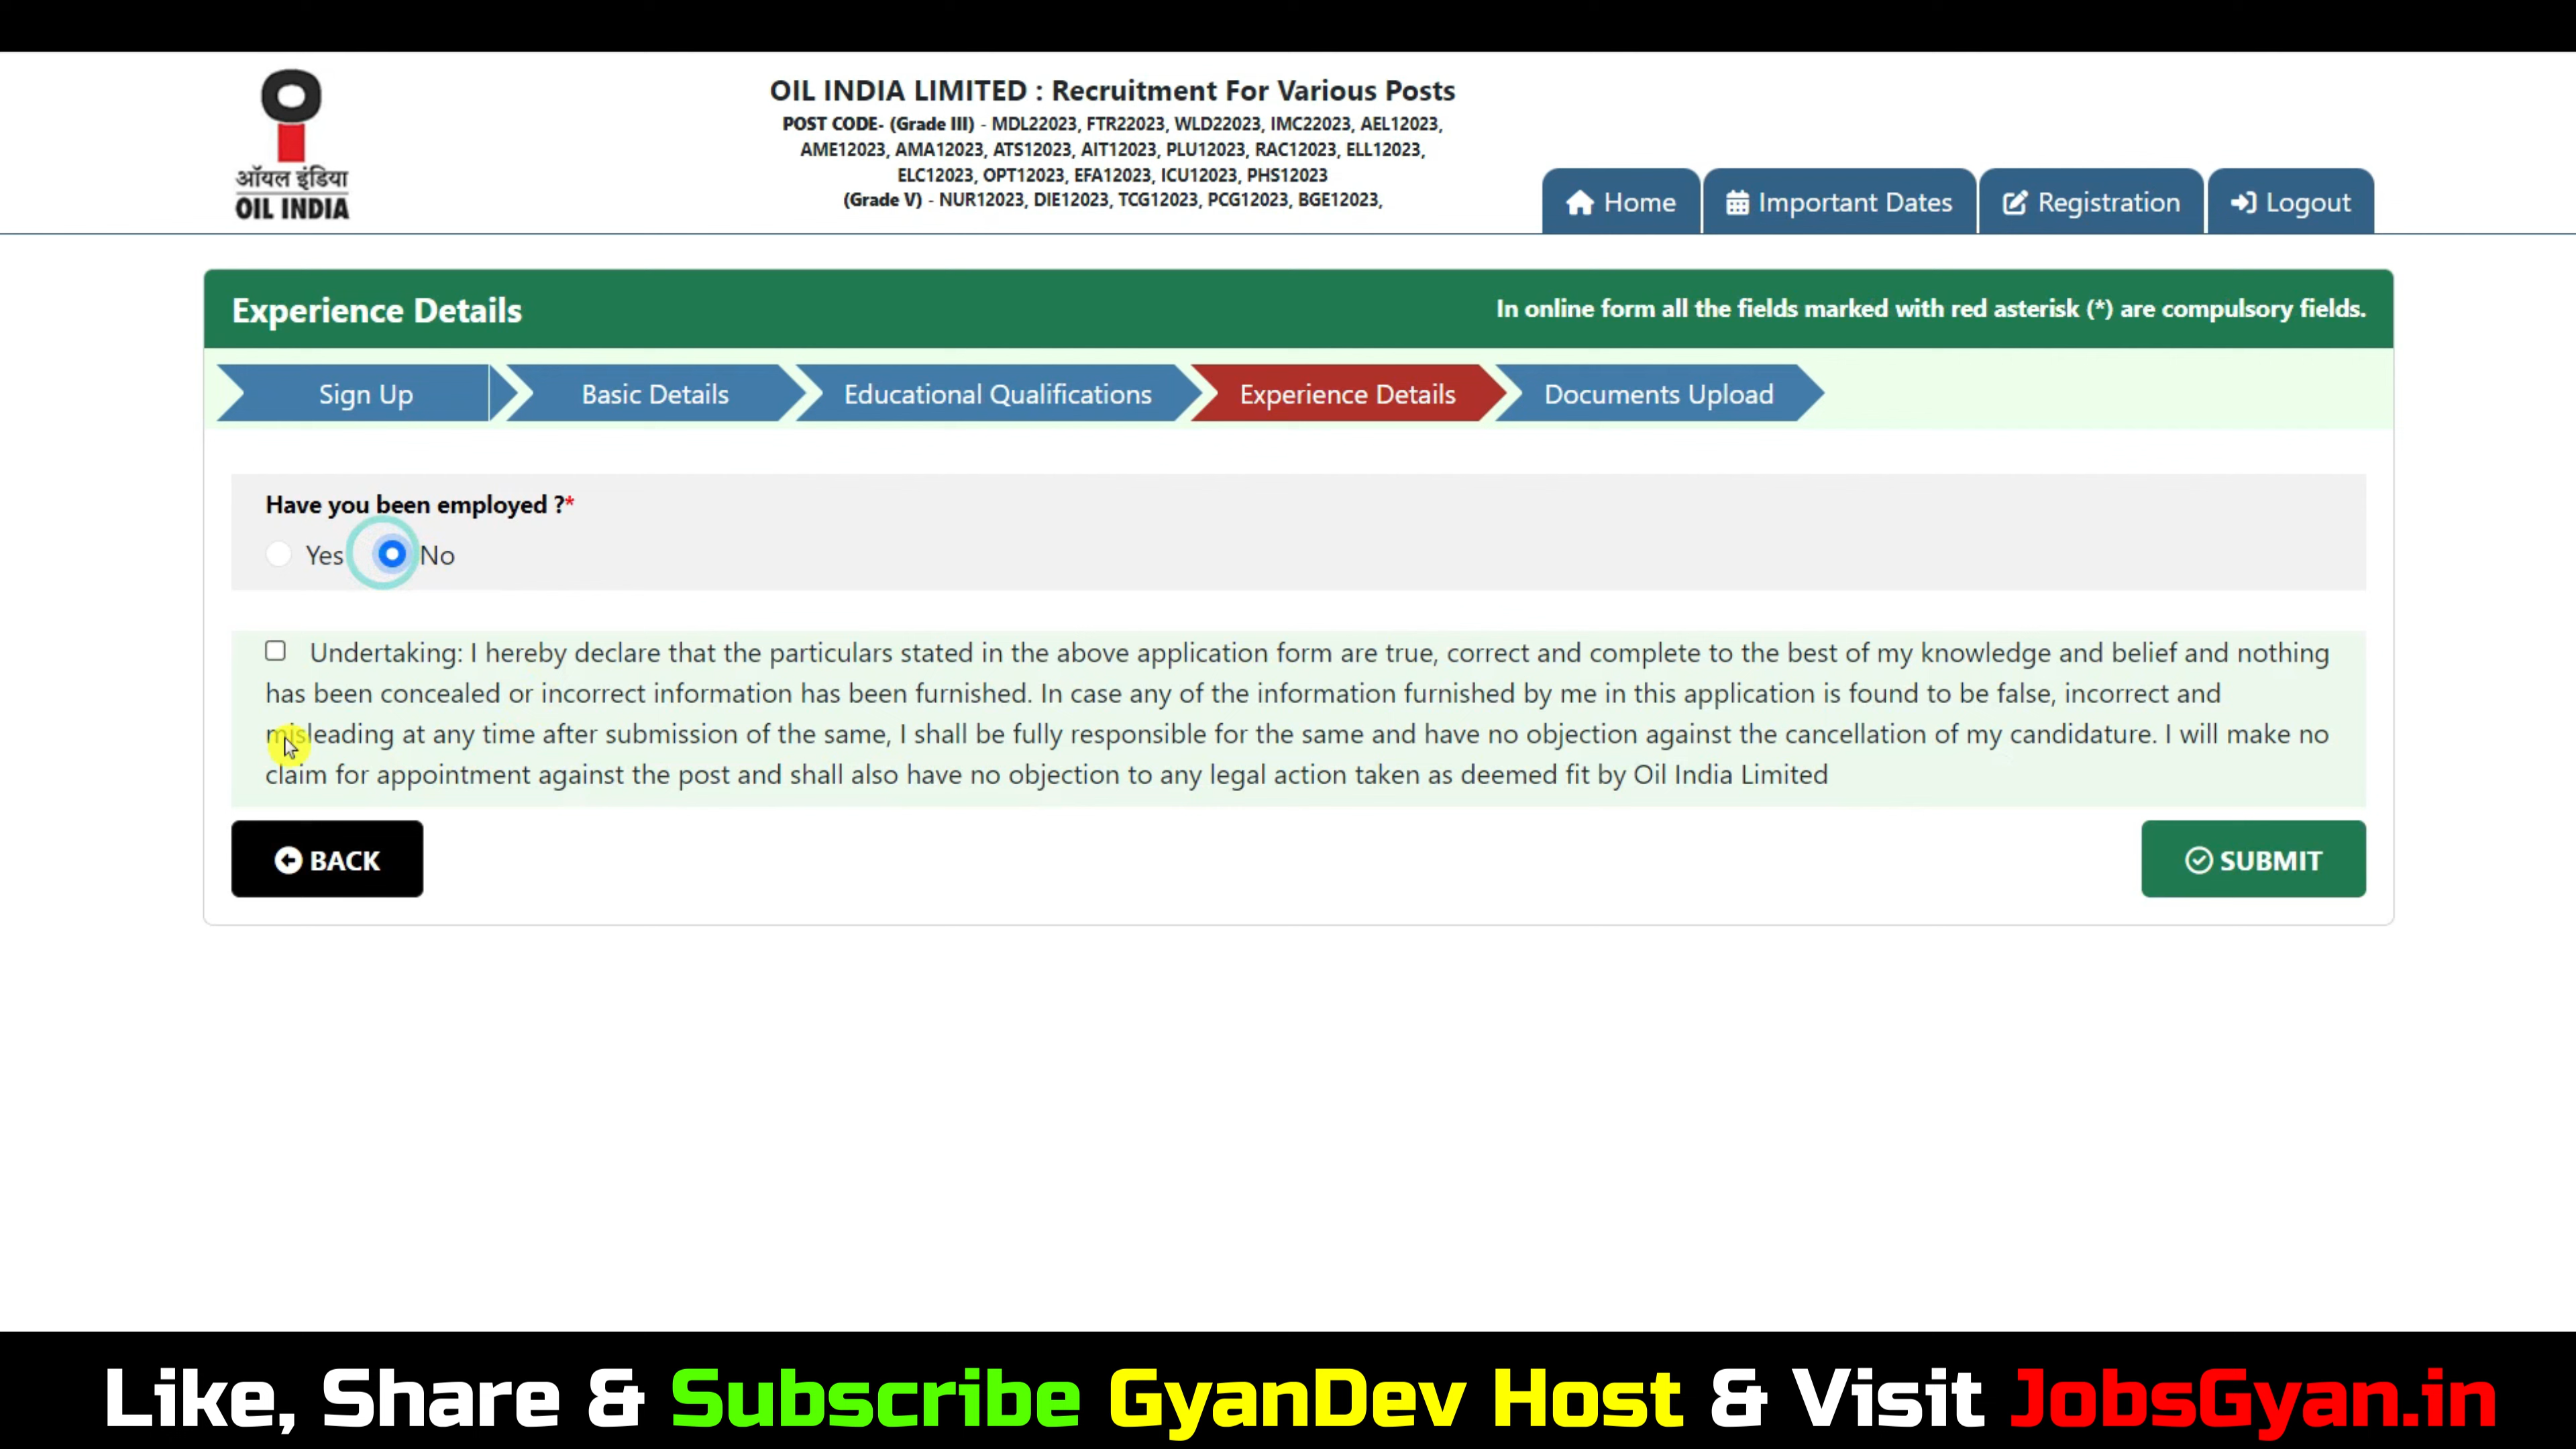 ऑयल इंडिया
OIL INDIA
OIL INDIA LIMITED : Recruitment For Various Posts
POST CODE- (Grade III) - MDL22023, FTR22023, WLD22023, IMC22023, AEL12023,
AME12023, AMA12023, ATS12023, AIT12023, PLU12023, RAC12023, ELL12023,
ELC12023, OPT12023, EFA12023, ICU12023, PHS12023
(Grade V) - NUR12023, DIE12023, TCG12023, PCG12023, BGE12023,
Home
Important Dates
Registration
Logout
Experience Details
In online form all the fields marked with red asterisk (*) are compulsory fields.
Sign Up
Basic Details
Educational Qualifications
Experience Details
Documents Upload
Have you been employed ?*
Yes
No
Undertaking: I hereby declare that the particulars stated in the above application form are true, correct and complete to the best of my knowledge and belief and nothing
has been concealed or incorrect information has been furnished. In case any of the information furnished by me in this application is found to be false, incorrect and
misleading at any time after submission of the same, I shall be fully responsible for the same and have no objection against the cancellation of my candidature. I will make no
claim for appointment against the post and shall also have no objection to any legal action taken as deemed fit by Oil India Limited
BACK
SUBMIT
Like, Share & Subscribe GyanDev Host & Visit JobsGyan.in